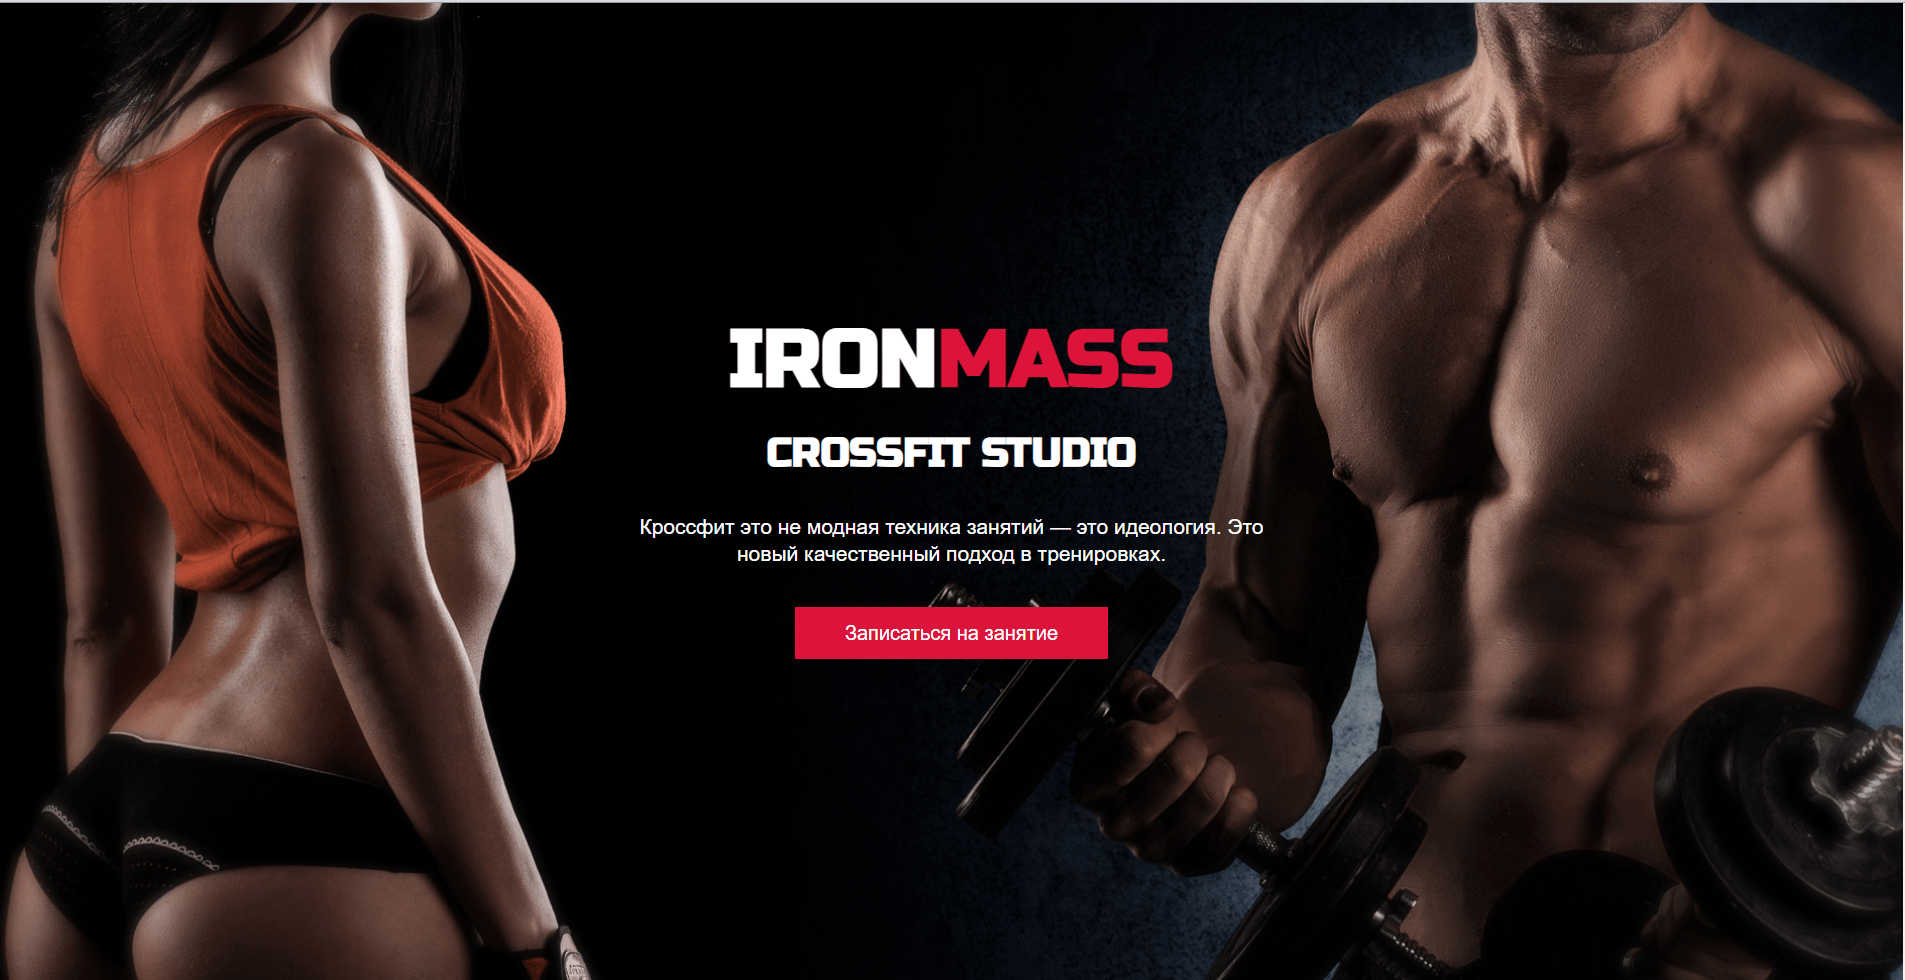 IRONMASS
CROSSFIT STUDIO
Кроссфит это не модная техника занятий — это идеология. Это
новый качественный подход в тренировках.
Записаться на занятие